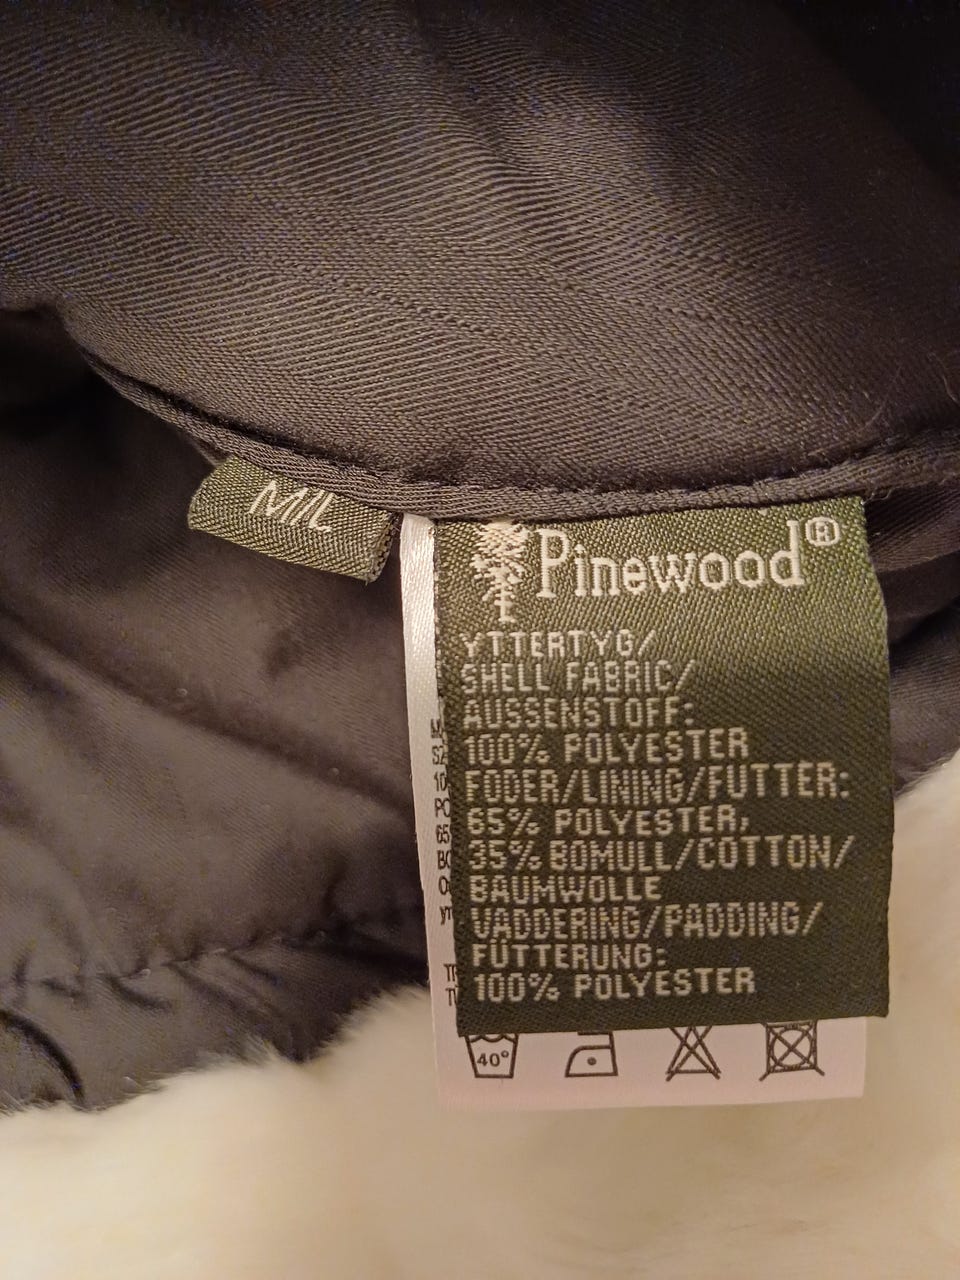 M/L
Pinewood®
YTTERTYG/
SHELL FABRIC/
AUSSENSTOFF:
100% POLYESTER
FODER/LINING/FUTTER:
65% POLYESTER,
35% BOMULL/COTTON/
BAUMWOLLE
VADDERING/PADDING/
FÜTTERUNG:
100% POLYESTER
40°